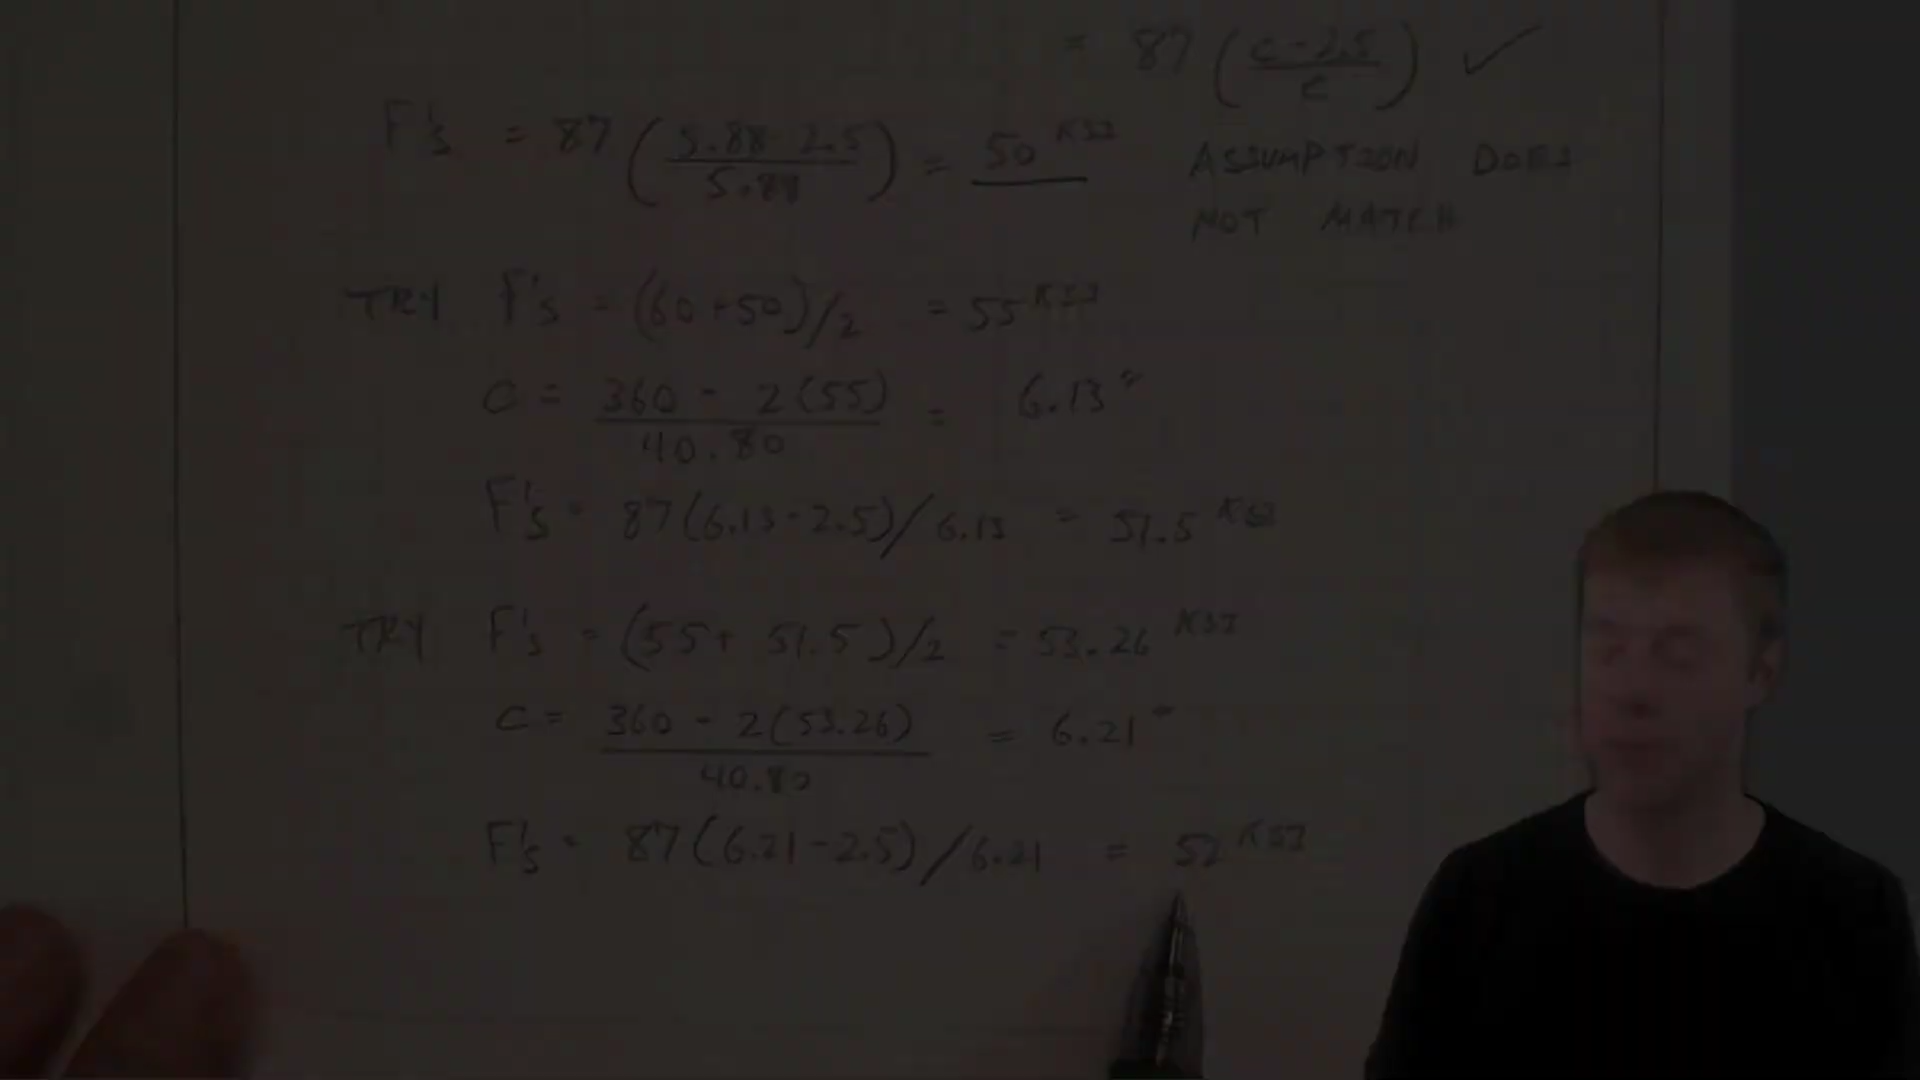 = 87 ( C - 2.5 / C ) ✓
F's = 87 ( 5.88 - 2.5 / 5.88 ) = 50 KSI ASSUMPTION DOES
NOT MATCH
TRY F's = (60+50)/2 = 55 KSI
C = 360 - 2(55) / 40.80 = 6.13"
F's = 87(6.13-2.5)/6.13 = 51.5 KSI
TRY F's = (55+ 51.5)/2 = 53.26 KSI
C = 360 - 2(53.26) / 40.80 = 6.21"
F's = 87(6.21-2.5)/6.21 = 52 KSI